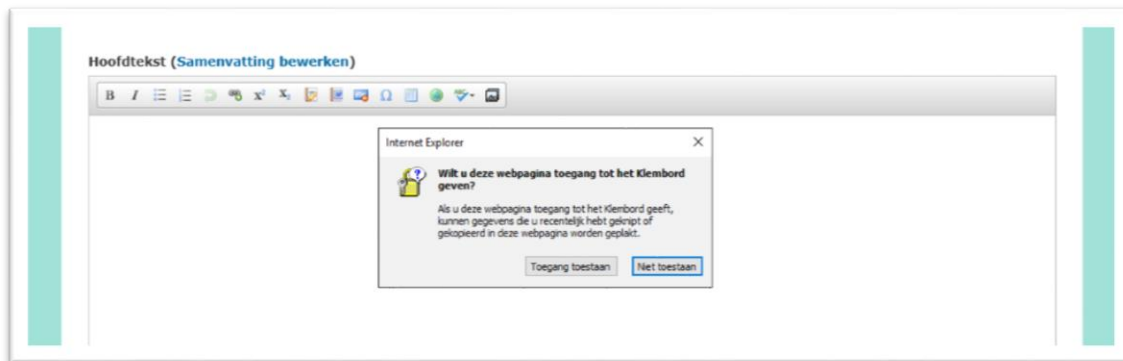 Hoofdtekst (Samenvatting bewerken)
B I x² X₂ Ω
Internet Explorer
Wilt u deze webpagina toegang tot het Klembord
geven?
Als u deze webpagina toegang tot het Klembord geeft,
kunnen gegevens die u recentelijk hebt geknipt of
gekopieerd in deze webpagina worden geplakt.
Toegang toestaan Niet toestaan